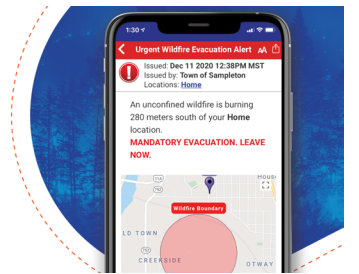 1:30
Urgent Wildfire Evacuation Alert AA
Issued: Dec 11 2020 12:38PM MST
Issued by: Town of Sampleton
Locations: Home
An unconfined wildfire is burning
280 meters south of your Home
location.
MANDATORY EVACUATION. LEAVE
NOW.
Wildfire Boundary
LD TOWN
CREEKSIDE
OTWAY